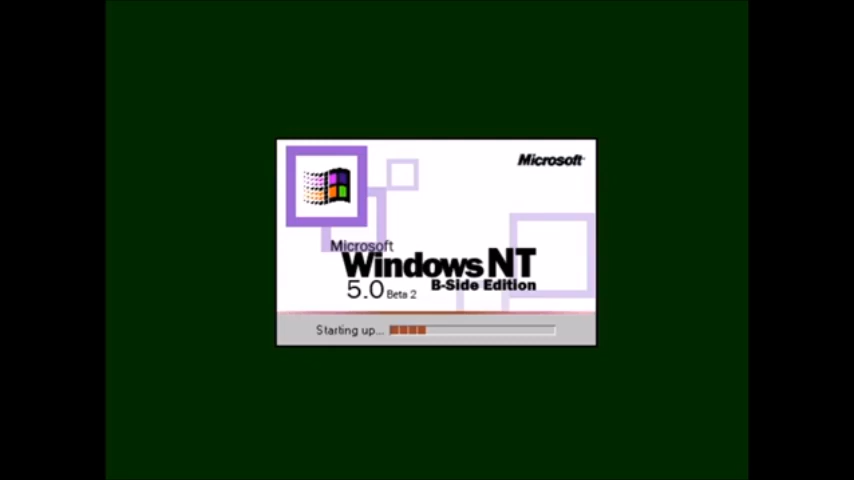 Microsoft
Microsoft
Windows NT
B-Side Edition
5.0 Beta 2
Starting up...